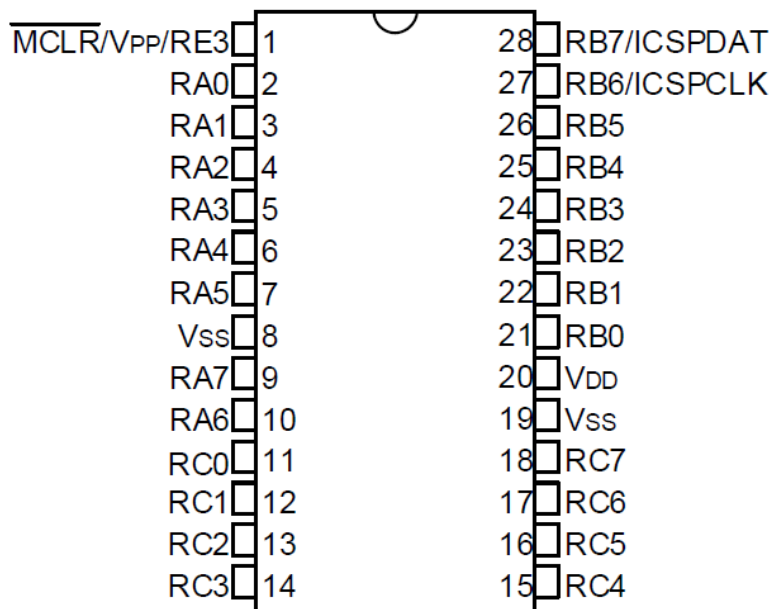 MCLR/VPP/RE3 1 28 RB7/ICSPDAT
RA0 2 27 RB6/ICSPCLK
RA1 3 26 RB5
RA2 4 25 RB4
RA3 5 24 RB3
RA4 6 23 RB2
RA5 7 22 RB1
VSS 8 21 RB0
RA7 9 20 VDD
RA6 10 19 VSS
RC0 11 18 RC7
RC1 12 17 RC6
RC2 13 16 RC5
RC3 14 15 RC4